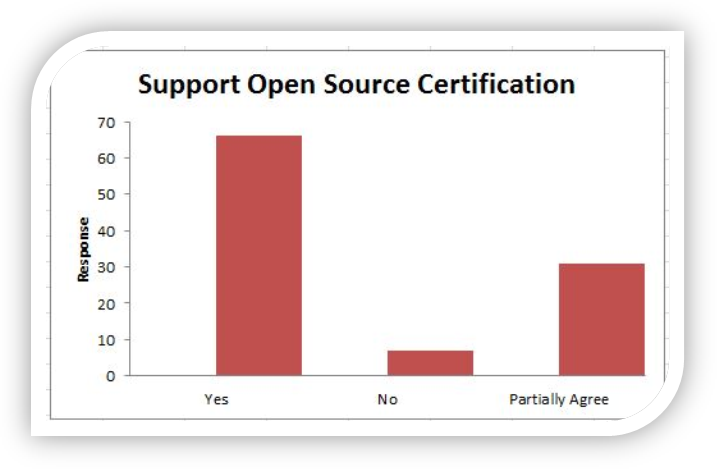 Support Open Source Certification
70
60
50
40
30
20
10
0
Response
Yes No Partially Agree